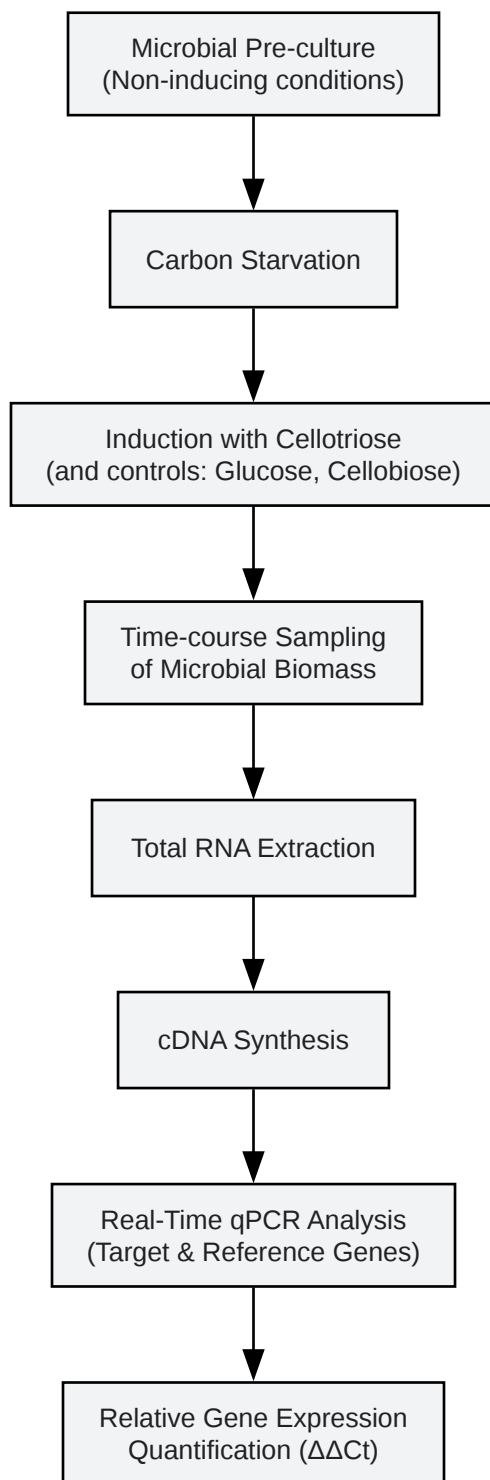 Microbial Pre-culture
(Non-inducing conditions)
Carbon Starvation
Induction with Cellotriose
(and controls: Glucose, Cellobiose)
Time-course Sampling
of Microbial Biomass
Total RNA Extraction
cDNA Synthesis
Real-Time qPCR Analysis
(Target & Reference Genes)
Relative Gene Expression
Quantification (ΔΔCt)